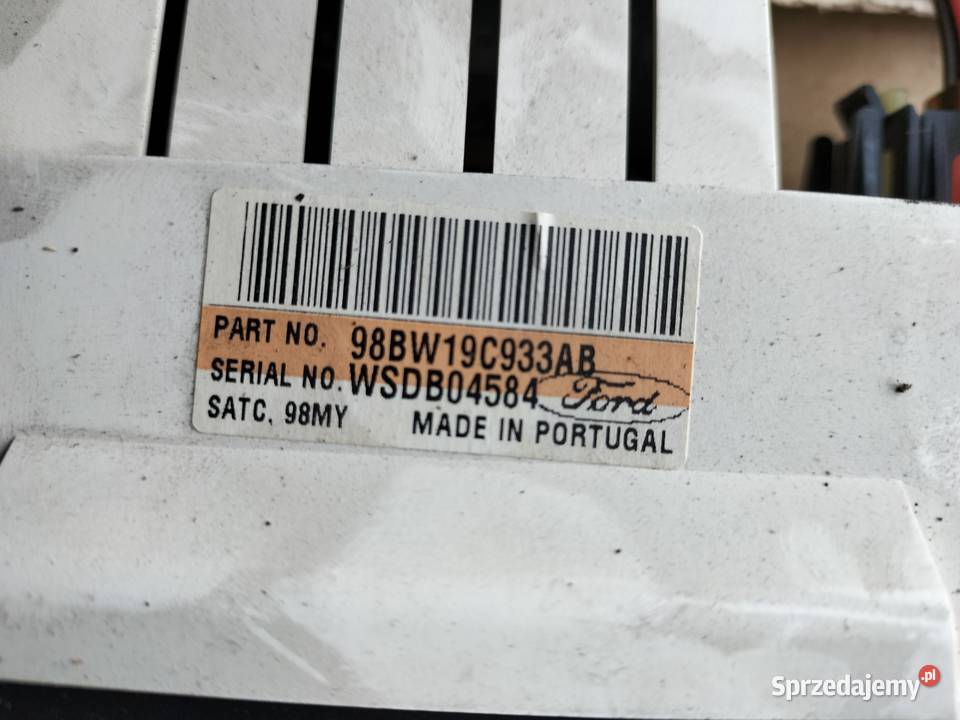 PART NO. 98BW19C933AB
SERIAL NO. WSDB04584 Ford
SATC, 98MY MADE IN PORTUGAL
Sprzedajemy.pl